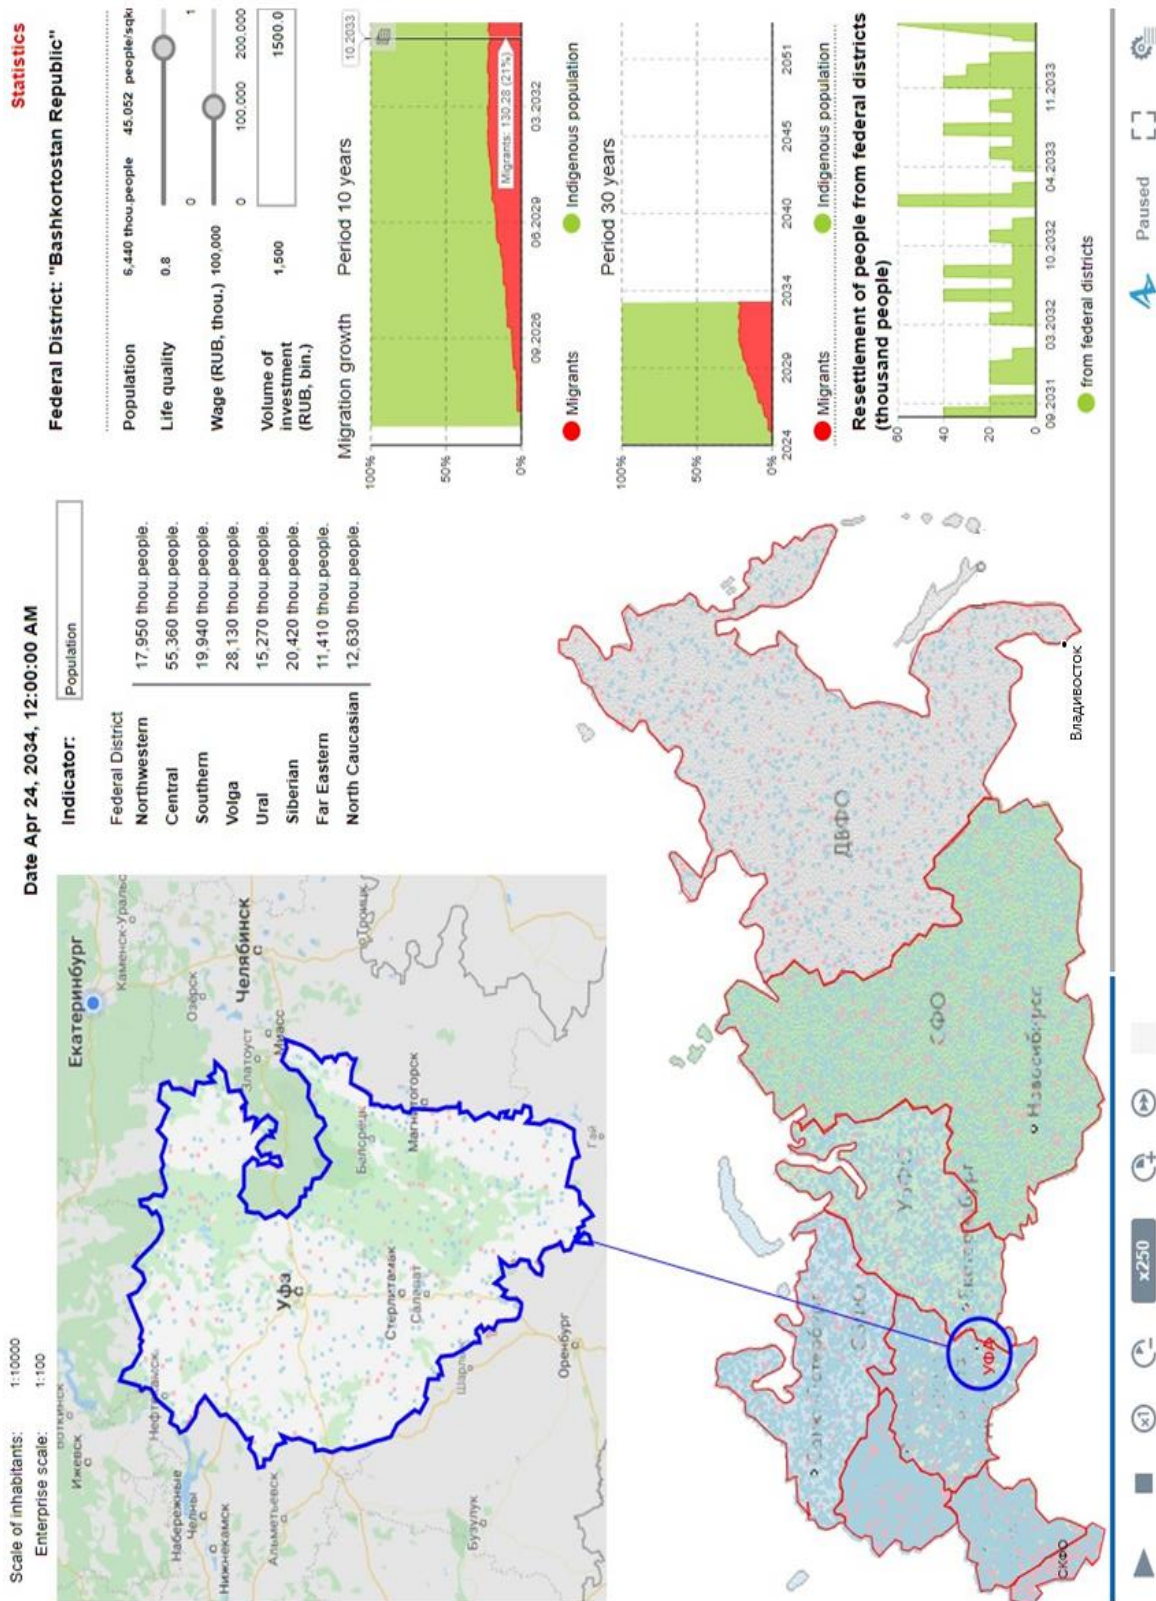 Scale of inhabitants: 1:10000
Enterprise scale: 1:100
Date Apr 24, 2034, 12:00:00 AM
Statistics
Indicator: Population
Federal District
Northwestern 17,950 thou.people.
Central 55,360 thou.people.
Southern 19,940 thou.people.
Volga 28,130 thou.people.
Ural 15,270 thou.people.
Siberian 20,420 thou.people.
Far Eastern 11,410 thou.people.
North Caucasian 12,630 thou.people.
Federal District: "Bashkortostan Republic"
Population 6,440 thou.people 45.052 people/sqk
Life quality 0.8
0 1
Wage (RUB, thou.) 100,000
0 100,000 200,000
Volume of
investment
(RUB, bin.)
1,500 1500.0
Migration growth Period 10 years
10.2033
100%
50%
0%
Migrants: 130.28 (21%)
09.2026 06.2029 03.2032
Migrants Indigenous population
Period 30 years
100%
50%
0%
2024 2029 2034 2040 2045 2051
Migrants Indigenous population
Resettlement of people from federal districts
(thousand people)
60
40
20
0
09.2031 03.2032 10.2032 04.2033 11.2033
from federal districts
Екатеринбург
Ижевск
Набережные
Челны
Нижнекамск
Альметьевск
Бузулук
Оренбург
Уфа
Стерлитамак
Салават
Белорецк
Магнитогорск
Златоуст
Миасс
Озёрск
Челябинск
Троицк
Каменск-Уральс
Гай
ДВФО
СФО
Новосибирск
УФА
СКФО
Владивосток
x1
x250
Paused